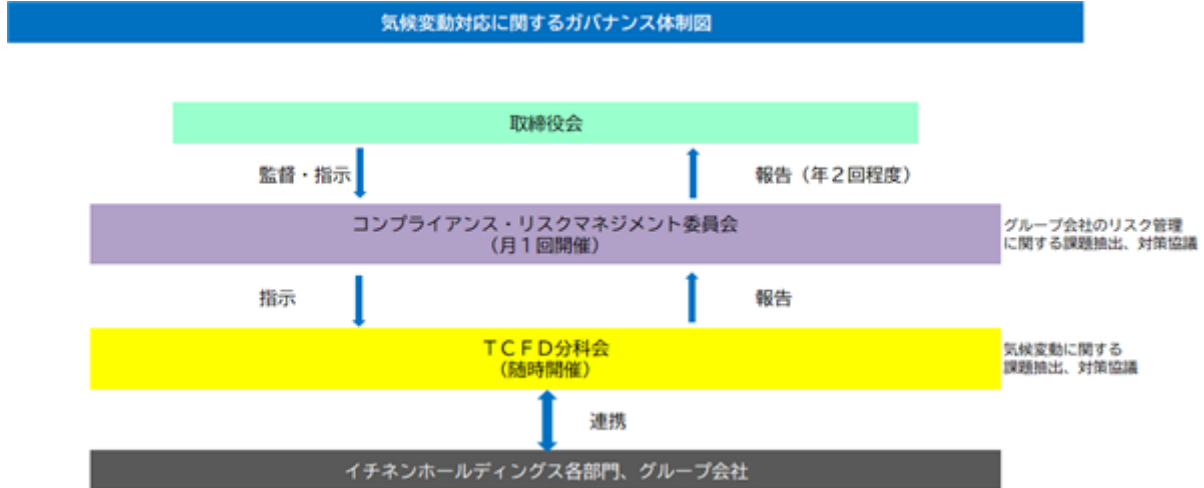 気候変動対応に関するガバナンス体制図
取締役会
監督・指示
報告（年２回程度）
コンプライアンス・リスクマネジメント委員会
（月１回開催）
グループ会社のリスク管理
に関する課題抽出、対策協議
指示
報告
ＴＣＦＤ分科会
（随時開催）
気候変動に関する
課題抽出、対策協議
連携
イチネンホールディングス各部門、グループ会社